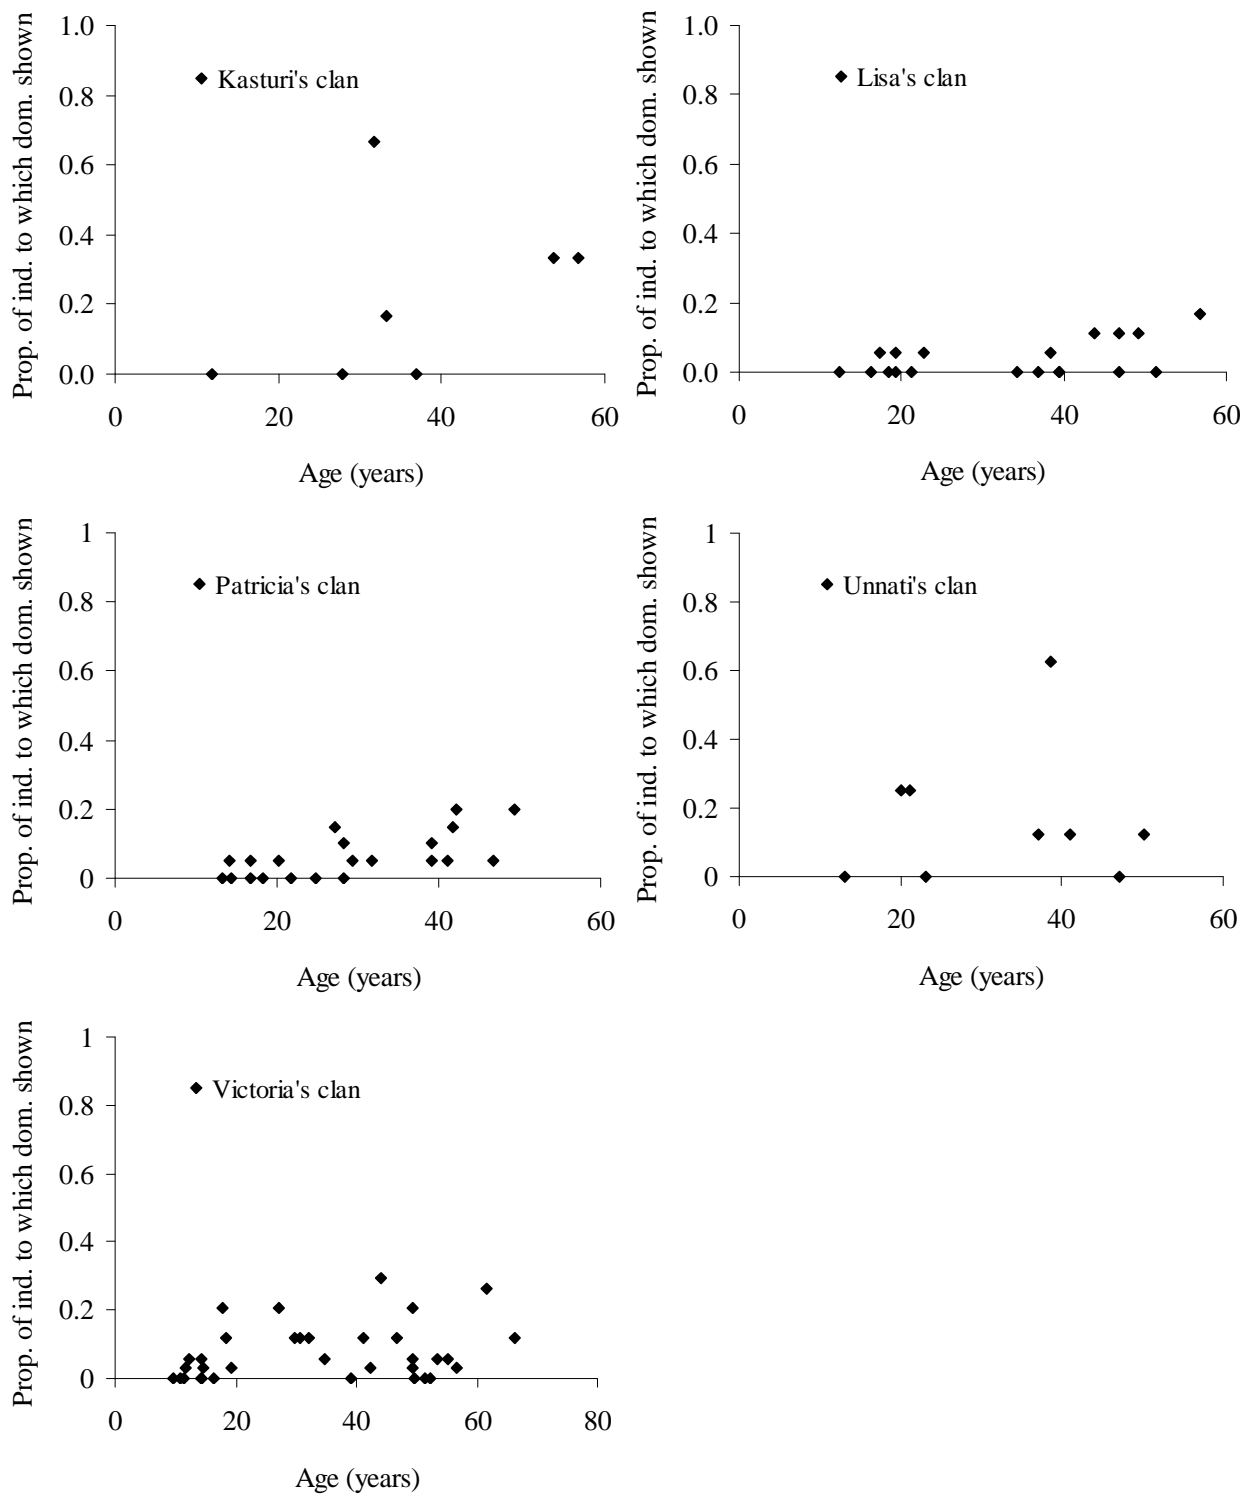 Prop. of ind. to which dom. shown
1.0
0.8
0.6
0.4
0.2
0.0
Kasturi's clan
0 20 40 60
Age (years)
Prop. of ind. to which dom. shown
1.0
0.8
0.6
0.4
0.2
0.0
Lisa's clan
0 20 40 60
Age (years)
Prop. of ind. to which dom. shown
1
0.8
0.6
0.4
0.2
0
Patricia's clan
0 20 40 60
Age (years)
Prop. of ind. to which dom. shown
1
0.8
0.6
0.4
0.2
0
Unnati's clan
0 20 40 60
Age (years)
Prop. of ind. to which dom. shown
1
0.8
0.6
0.4
0.2
0
Victoria's clan
0 20 40 60 80
Age (years)